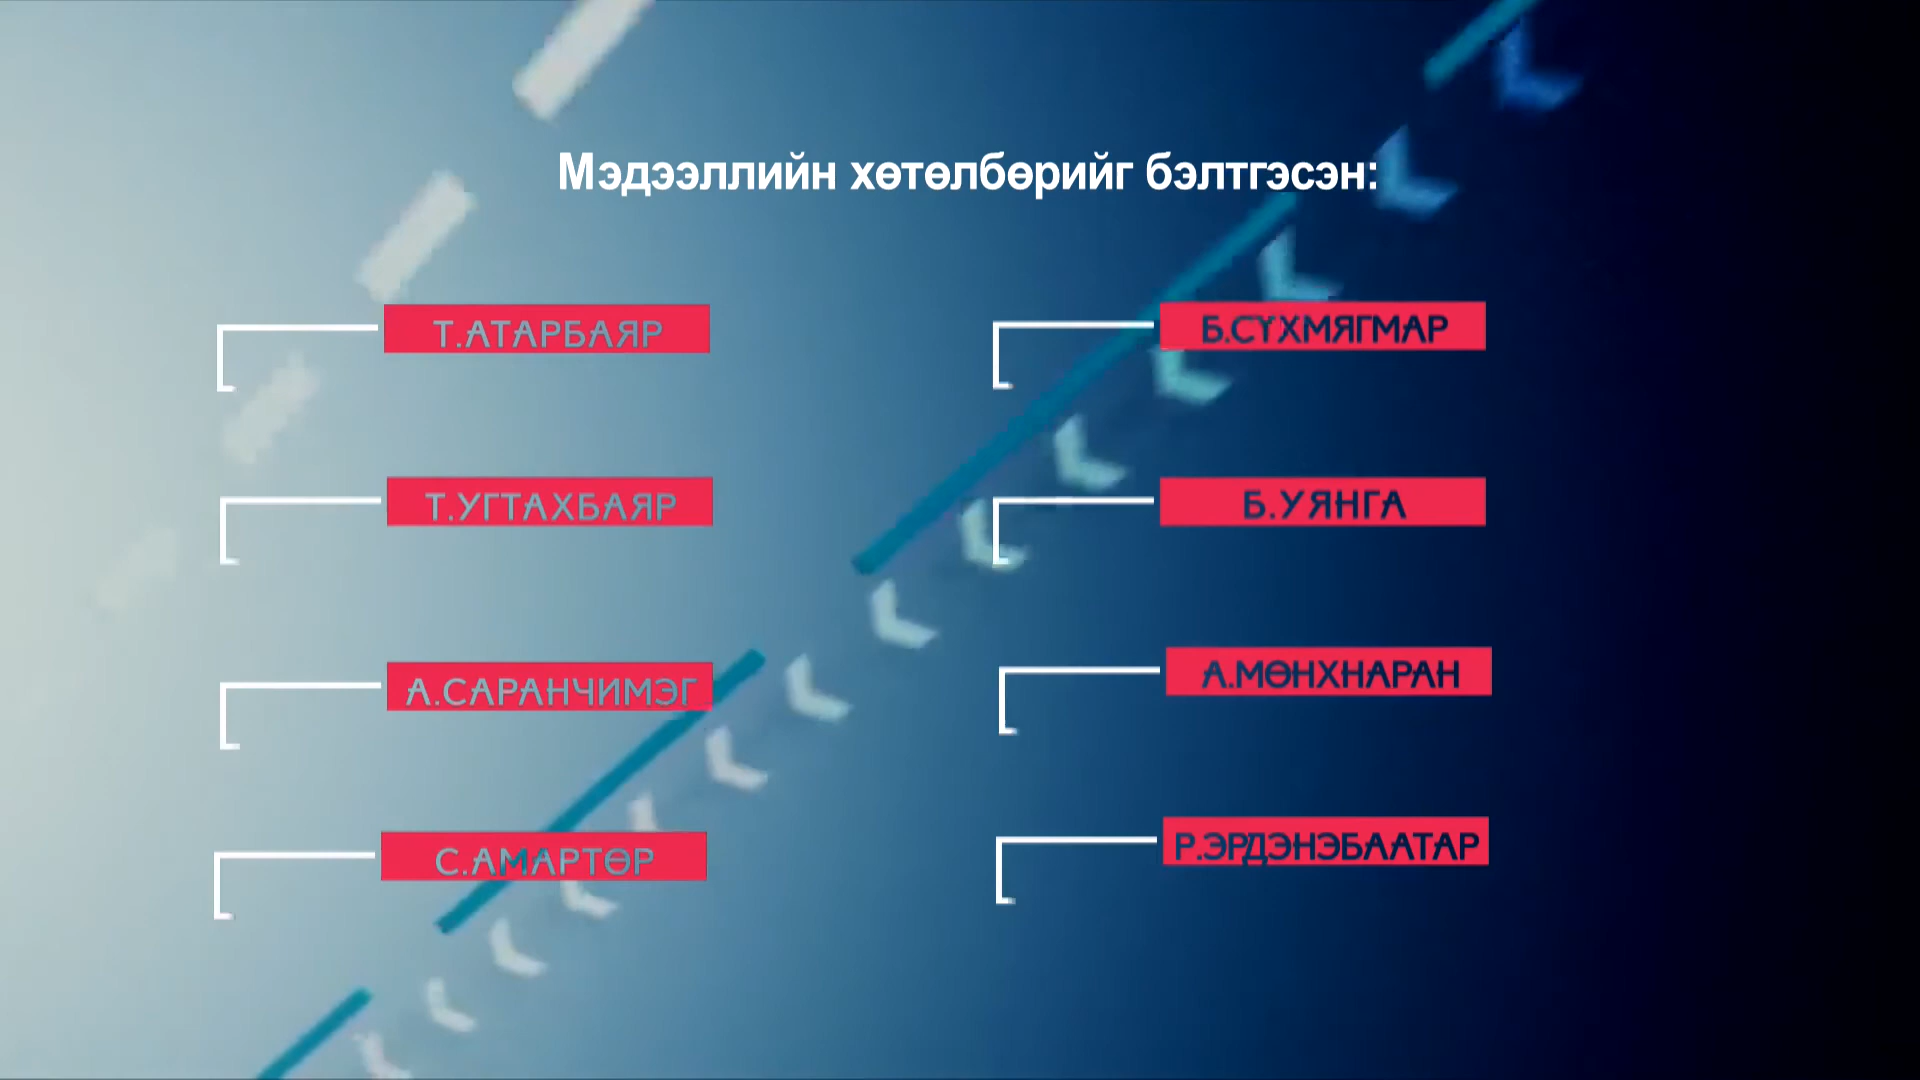 Мэдээллийн хөтөлбөрийг бэлтгэсэн:
Т.АТАРБАЯР
Б.СҮХМЯГМАР
Т.УГТАХБАЯР
Б.УЯНГА
А.САРАНЧИМЭГ
А.МӨНХНАРАН
С.АМАРТӨР
Р.ЭРДЭНЭБААТАР